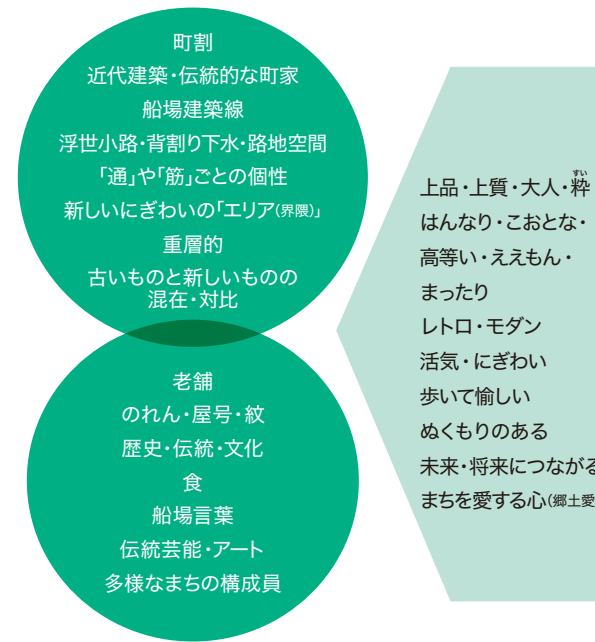 町割
近代建築・伝統的な町家
船場建築線
浮世小路・背割り下水・路地空間
「通」や「筋」ごとの個性
新しいにぎわいの「エリア(界隈)」
重層的
古いものと新しいものの
混在・対比
老舗
のれん・屋号・紋
歴史・伝統・文化
食
船場言葉
伝統芸能・アート
多様なまちの構成員
すい
上品・上質・大人・粋
はんなり・こおとな・
高等い・ええもん・
まったり
レトロ・モダン
活気・にぎわい
歩いて愉しい
ぬくもりのある
未来・将来につながる
まちを愛する心(郷土愛